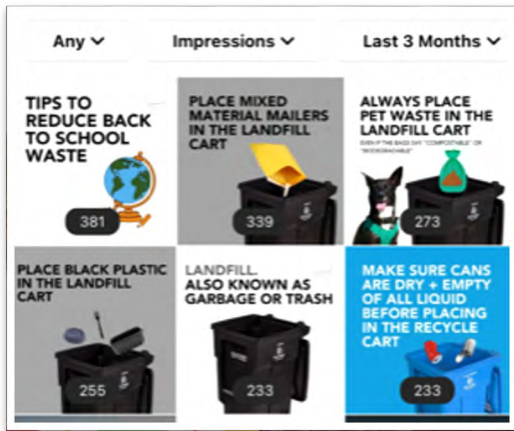 Any
Impressions
Last 3 Months
TIPS TO
REDUCE BACK
TO SCHOOL
WASTE
381
PLACE MIXED
MATERIAL MAILERS
IN THE LANDFILL
CART
339
ALWAYS PLACE
PET WASTE IN THE
LANDFILL CART
EVEN IF THE BAGS SAY "COMPOSTABLE" OR
"BIODEGRADABLE"
273
PLACE BLACK PLASTIC
IN THE LANDFILL
CART
255
LANDFILL.
ALSO KNOWN AS
GARBAGE OR TRASH
233
MAKE SURE CANS
ARE DRY + EMPTY
OF ALL LIQUID
BEFORE PLACING
IN THE RECYCLE
CART
233